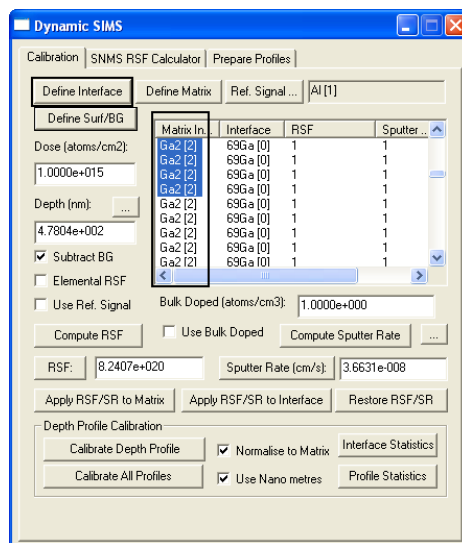 Dynamic SIMS
Calibration SNMS RSF Calculator Prepare Profiles
Define Interface Define Matrix Ref. Signal ... Al [1]
Define Surf/BG
Matrix In... Interface RSF Sputter ..
Dose (atoms/cm2):
1.0000e+015
Depth (nm): ...
4.7804e+002
Ga2 [2] 69Ga [0] 1 1
Ga2 [2] 69Ga [0] 1 1
Ga2 [2] 69Ga [0] 1 1
Ga2 [2] 69Ga [0] 1 1
Ga2 [2] 69Ga [0] 1 1
Ga2 [2] 69Ga [0] 1 1
Ga2 [2] 69Ga [0] 1 1
Ga2 [2] 69Ga [0] 1 1
Ga2 [2] 69Ga [0] 1 1
Subtract BG
Elemental RSF
Use Ref. Signal
Bulk Doped (atoms/cm3): 1.0000e+000
Compute RSF Use Bulk Doped Compute Sputter Rate ...
RSF: 8.2407e+020 Sputter Rate (cm/s): 3.6631e-008
Apply RSF/SR to Matrix Apply RSF/SR to Interface Restore RSF/SR
Depth Profile Calibration
Calibrate Depth Profile Normalise to Matrix Interface Statistics
Calibrate All Profiles Use Nano metres Profile Statistics